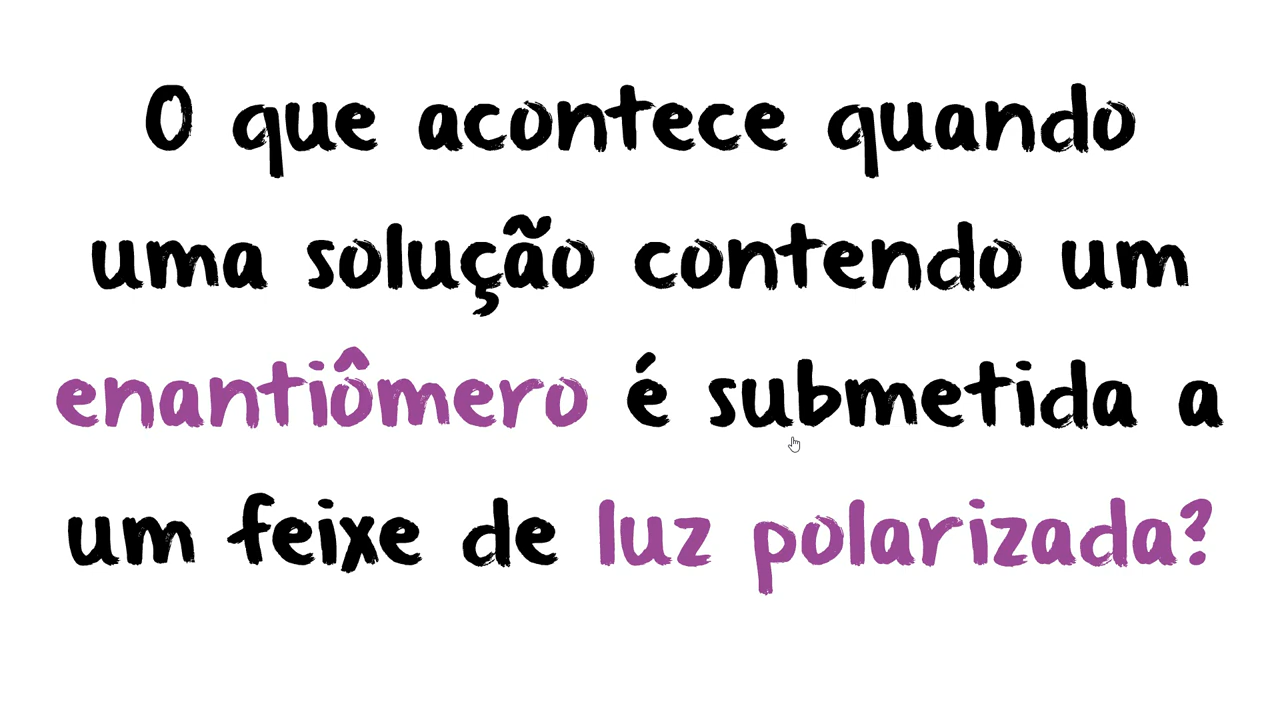 O que acontece quando
uma solução contendo um
enantiômero é submetida a
um feixe de luz polarizada?